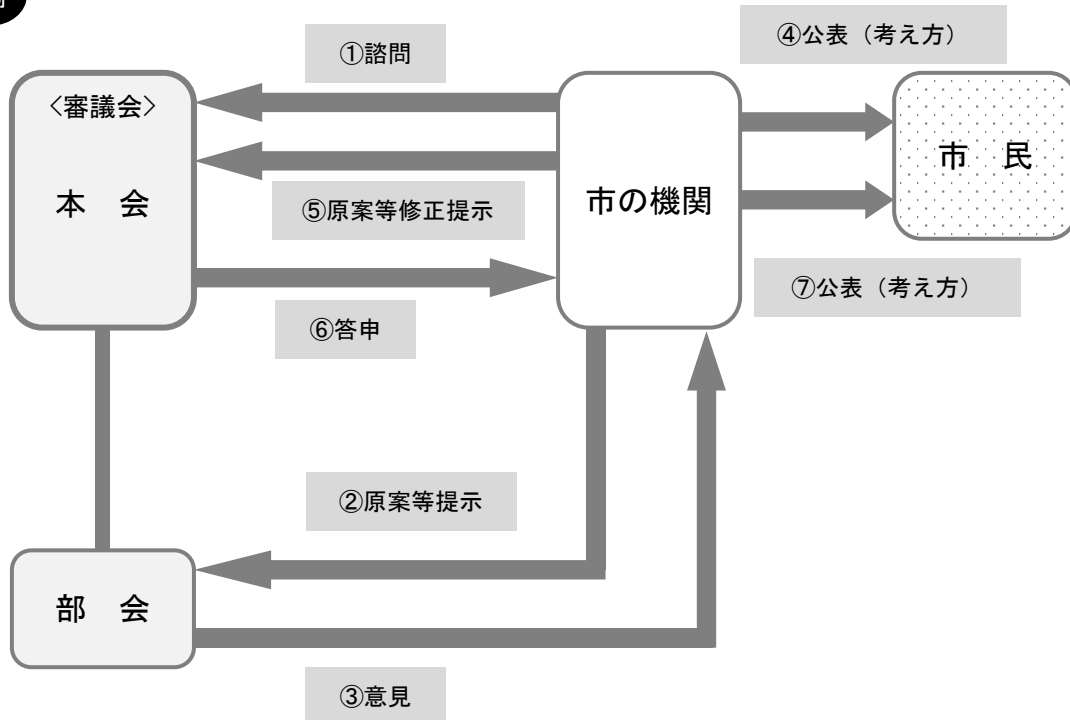 ①諮問
④公表（考え方）
〈審議会〉
本　会
⑤原案等修正提示
市の機関
市　民
⑦公表（考え方）
⑥答申
②原案等提示
部　会
③意見